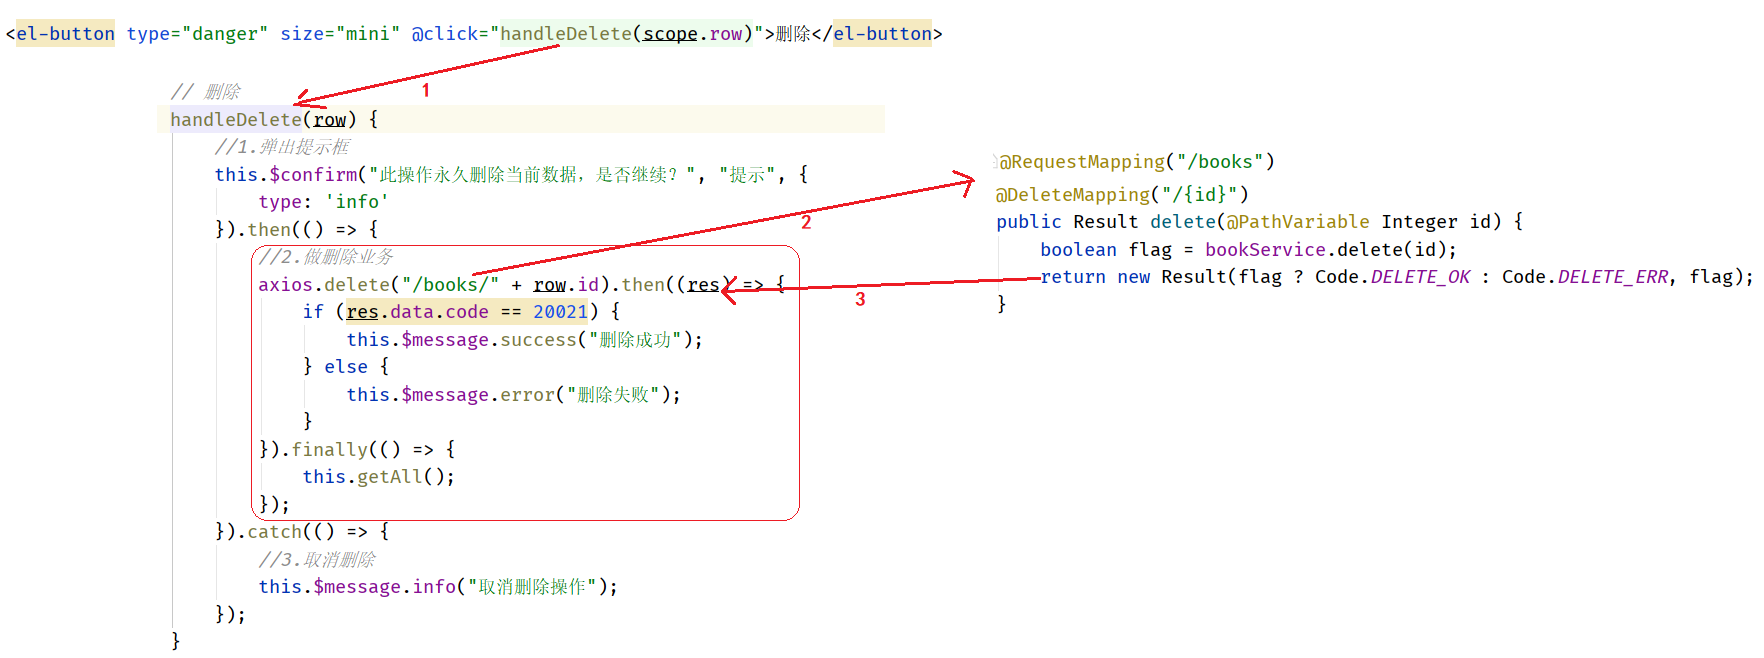 <el-button type="danger" size="mini" @click="handleDelete(scope.row)">删除</el-button>
1
// 删除
handleDelete(row) {
//1.弹出提示框
this.$confirm("此操作永久删除当前数据，是否继续？", "提示", {
type: 'info'
}).then(() => {
//2.做删除业务
axios.delete("/books/" + row.id).then((res) => {
if (res.data.code == 20021) {
this.$message.success("删除成功");
} else {
this.$message.error("删除失败");
}
}).finally(() => {
this.getAll();
});
}).catch(() => {
//3.取消删除
this.$message.info("取消删除操作");
});
}
2
3
@RequestMapping("/books")
@DeleteMapping("/{id}")
public Result delete(@PathVariable Integer id) {
boolean flag = bookService.delete(id);
return new Result(flag ? Code.DELETE_OK : Code.DELETE_ERR, flag);
}